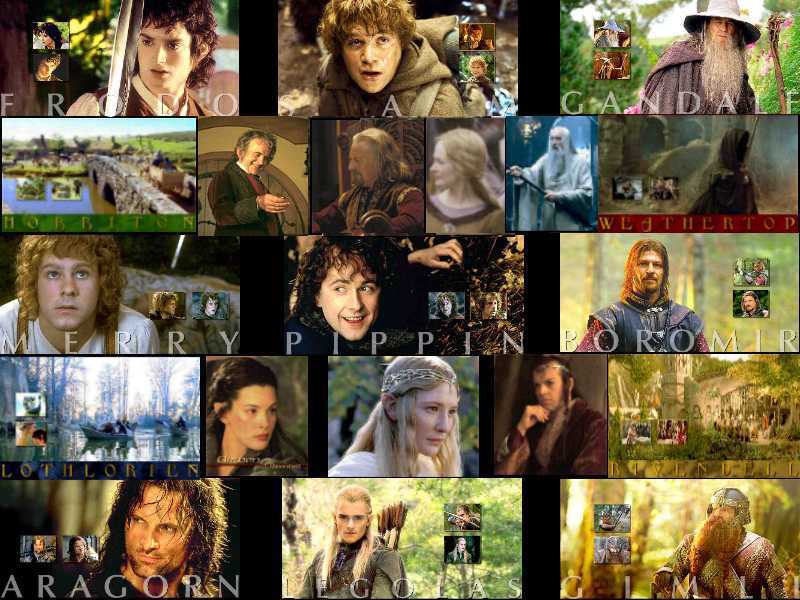 FRODO
SAM
GANDALF
HOBBITON
WEATHERTOP
MERRY
PIPPIN
BOROMIR
LOTHLORIEN
RIVENDELL
ARAGORN
LEGOLAS
GIMLI